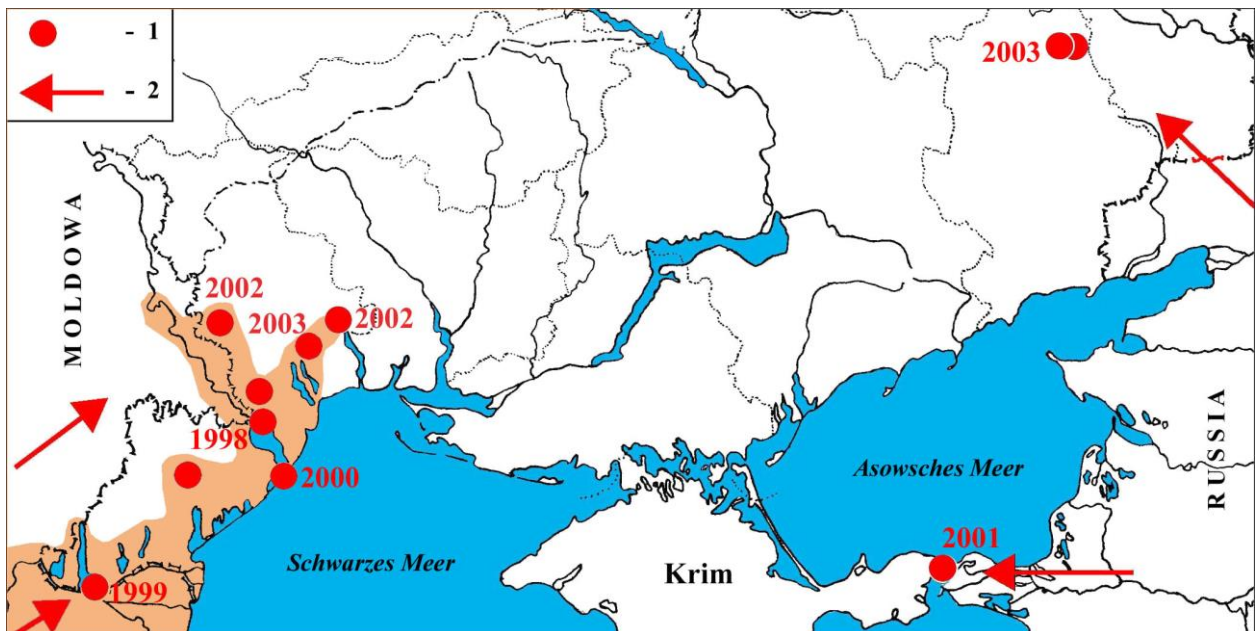 - 1
- 2
2003
MOLDOWA
2002
2003
2002
1998
2000
1999
Asowsches Meer
RUSSIA
2001
Schwarzes Meer
Krim